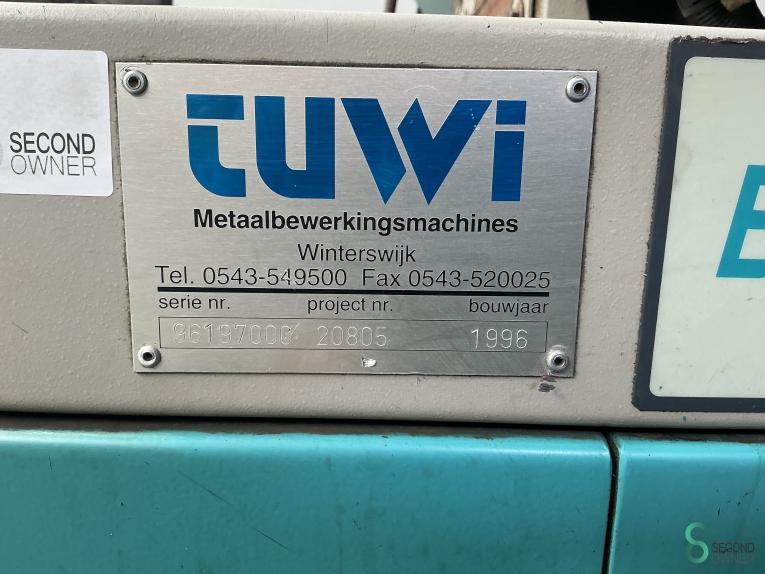 SECOND
OWNER
tuwi
Metaalbewerkingsmachines
Winterswijk
Tel. 0543-549500 Fax 0543-520025
serie nr. project nr. bouwjaar
20805 1996
E
SECOND
OWNER